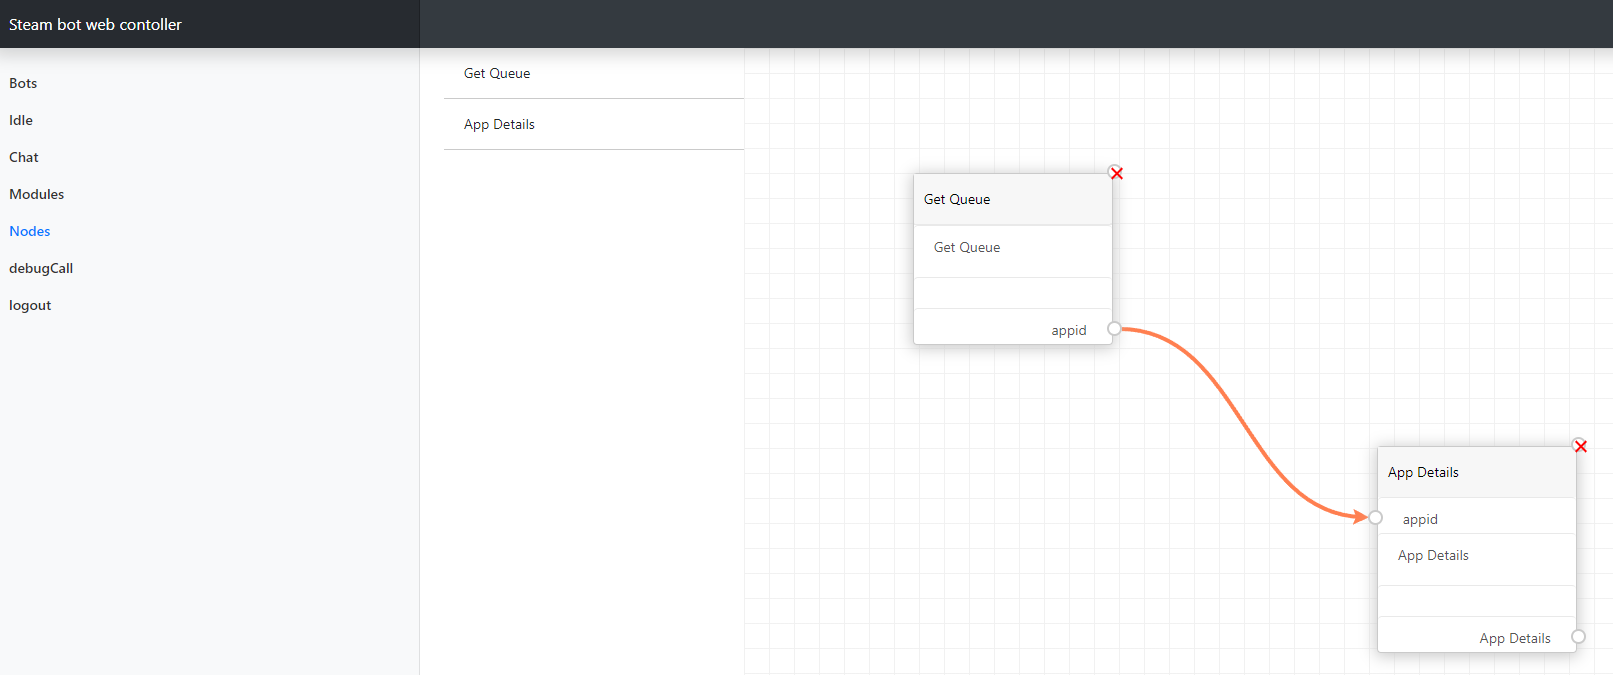 Steam bot web contoller
Bots
Idle
Chat
Modules
Nodes
debugCall
logout
Get Queue
App Details
Get Queue
Get Queue
appid
App Details
appid
App Details
App Details